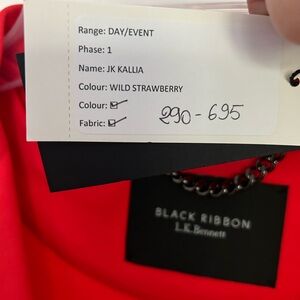 Range: DAY/EVENT
Phase: 1
Name: JK KALLIA
Colour: WILD STRAWBERRY
Colour: ☑
Fabric: ☑
290-695
BLACK RIBBON
L.K.Bennett